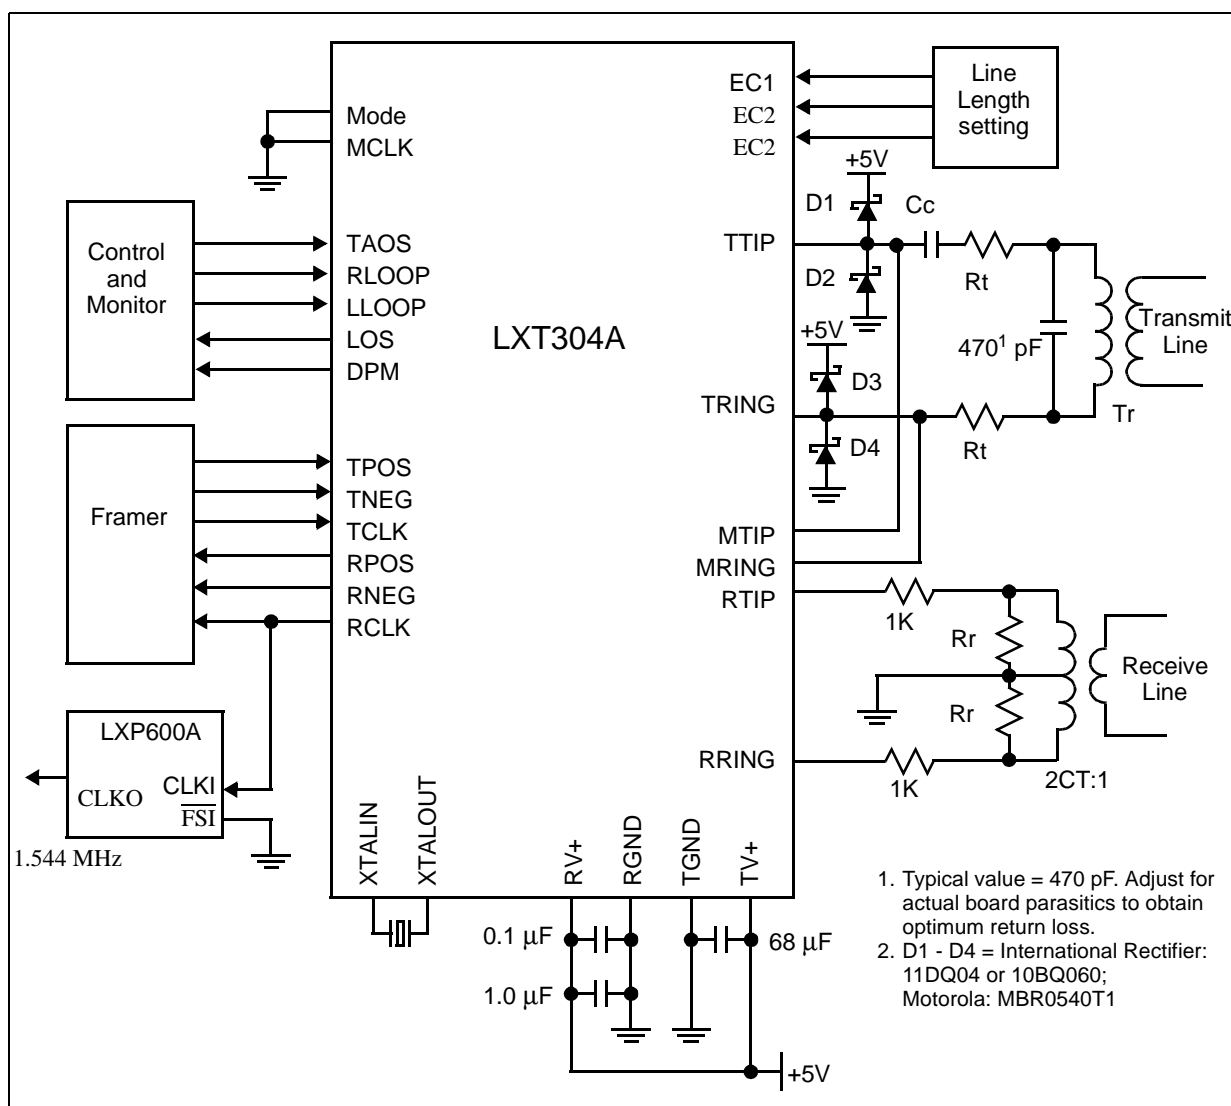 Mode
MCLK
Control
and
Monitor
TAOS
RLOOP
LLOOP
LOS
DPM
Framer
TPOS
TNEG
TCLK
RPOS
RNEG
RCLK
LXP600A
CLKI
CLKO
FSI
1.544 MHz
LXT304A
XTALIN
XTALOUT
RV+
RGND
TGND
TV+
0.1 μF
1.0 μF
68 μF
+5V
EC1
EC2
EC2
Line
Length
setting
+5V
D1
Cc
TTIP
D2
Rt
+5V
470¹ pF
Transmit
Line
D3
TRING
D4
Rt
Tr
MTIP
MRING
RTIP
1K
Rr
Rr
Receive
Line
RRING
1K
2CT:1
1. Typical value = 470 pF. Adjust for
actual board parasitics to obtain
optimum return loss.
2. D1 - D4 = International Rectifier:
11DQ04 or 10BQ060;
Motorola: MBR0540T1